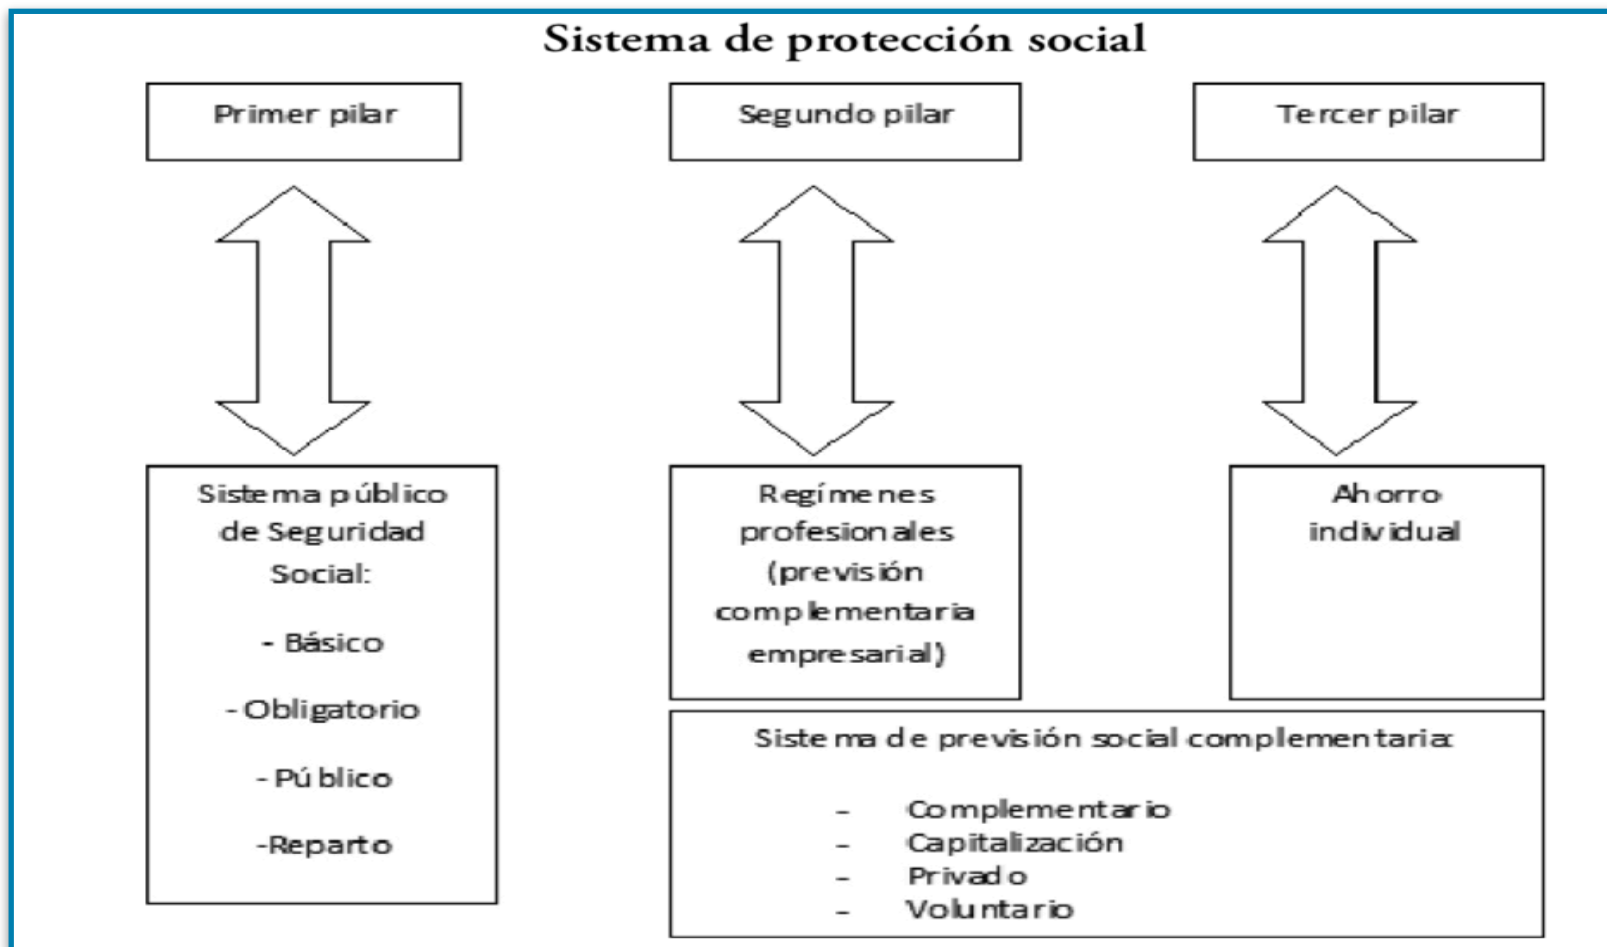 Sistema de protección social
Primer pilar
Segundo pilar
Tercer pilar
Sistema público
de Seguridad
Social:
- Básico
- Obligatorio
- Público
-Reparto
Regímenes
profesionales
(previsión
complementaria
empresarial)
Ahorro
individual
Sistema de previsión social complementaria:
- Complementario
- Capitalización
- Privado
- Voluntario